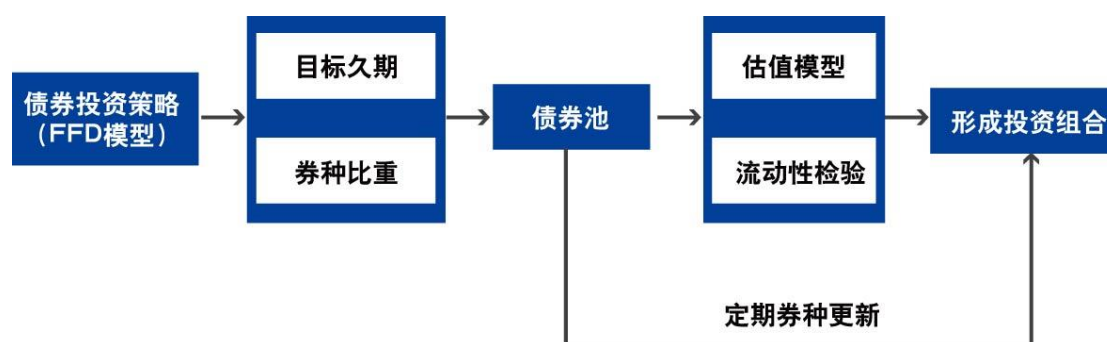 债券投资策略
(FFD模型)
目标久期
券种比重
债券池
估值模型
流动性检验
形成投资组合
定期券种更新